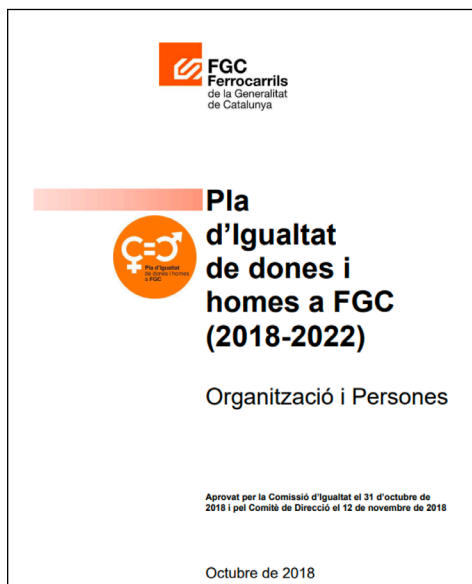 FGC
Ferrocarrils
de la Generalitat
de Catalunya
Pla
d'Igualtat
de dones i
homes a FGC
(2018-2022)
Pla d'Igualtat
de dones i homes
a FGC
Organització i Persones
Aprovat per la Comissió d'Igualtat el 31 d'octubre de
2018 i pel Comitè de Direcció el 12 de novembre de 2018
Octubre de 2018